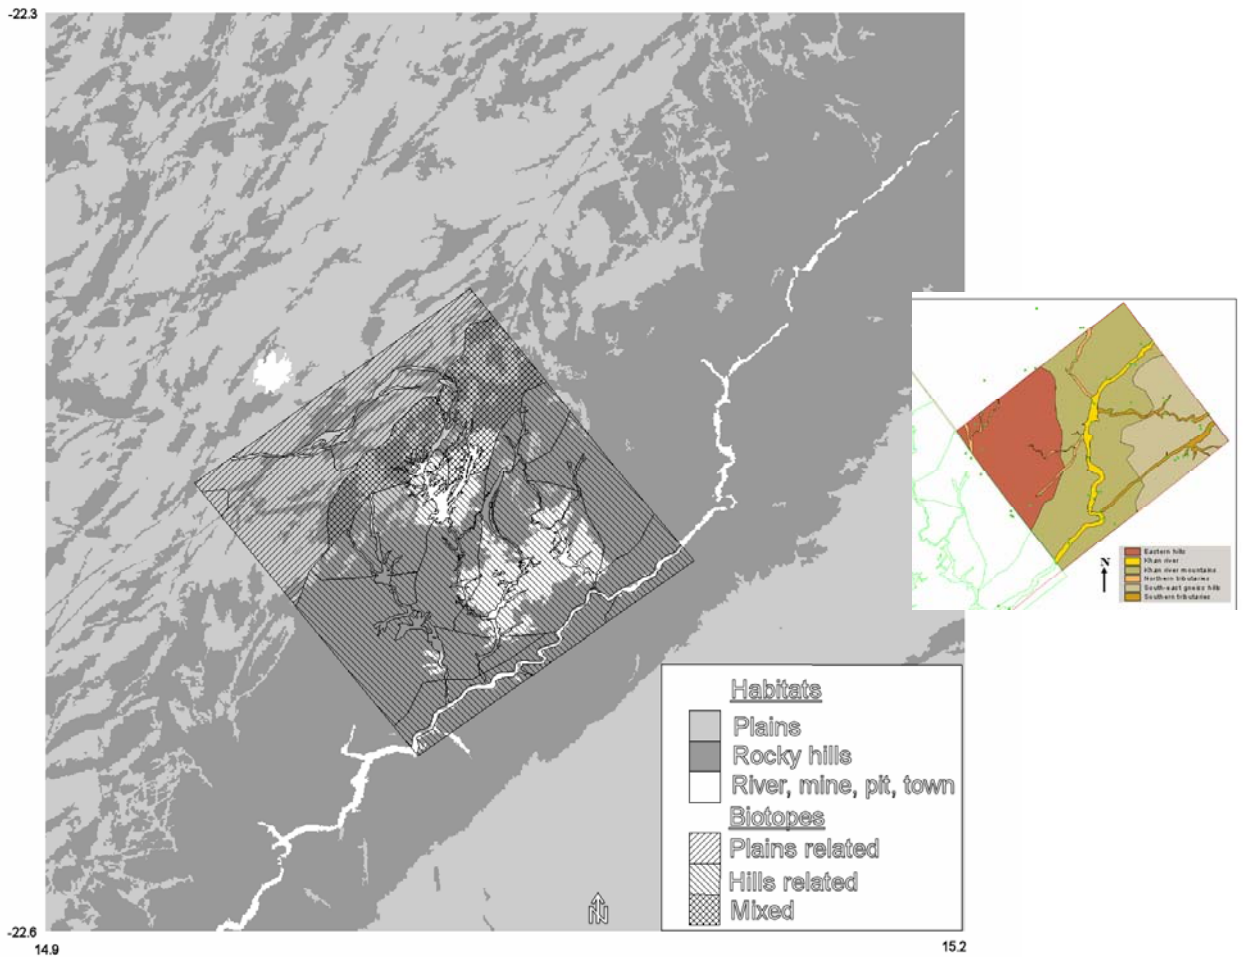 -22.3
Habitats
Plains
Rocky hills
River, mine, pit, town
Biotopes
Plains related
Hills related
Mixed
N
-22.6
14.9
15.2
N
Eastern hills
Khan river
Khan river mountains
Northern tributaries
South-east gneiss hills
Southern tributaries